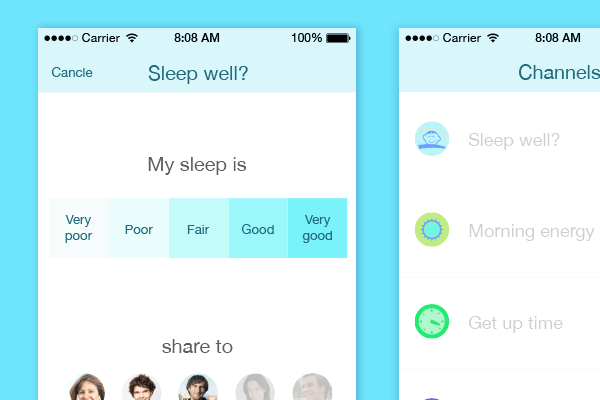 Carrier 8:08 AM 100%
Cancle Sleep well?
My sleep is
Very poor Poor Fair Good Very good
share to
Carrier 8:08 AM
Channels
Sleep well?
Morning energy
Get up time